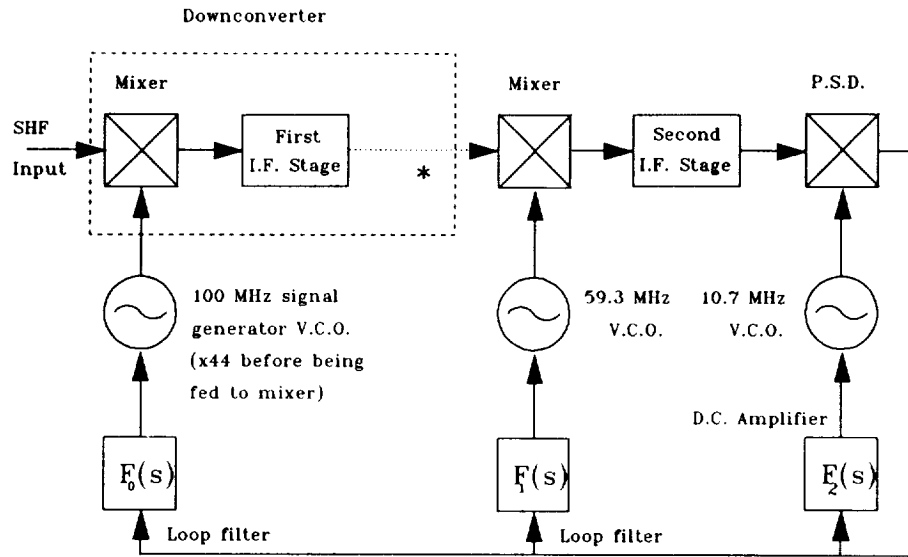 Downconverter
Mixer
Mixer
P.S.D.
SHF
Input
First
I.F. Stage
*
Second
I.F. Stage
100 MHz signal
generator V.C.O.
(x44 before being
fed to mixer)
59.3 MHz
V.C.O.
10.7 MHz
V.C.O.
D.C. Amplifier
F0(s)
F1(s)
F2(s)
Loop filter
Loop filter